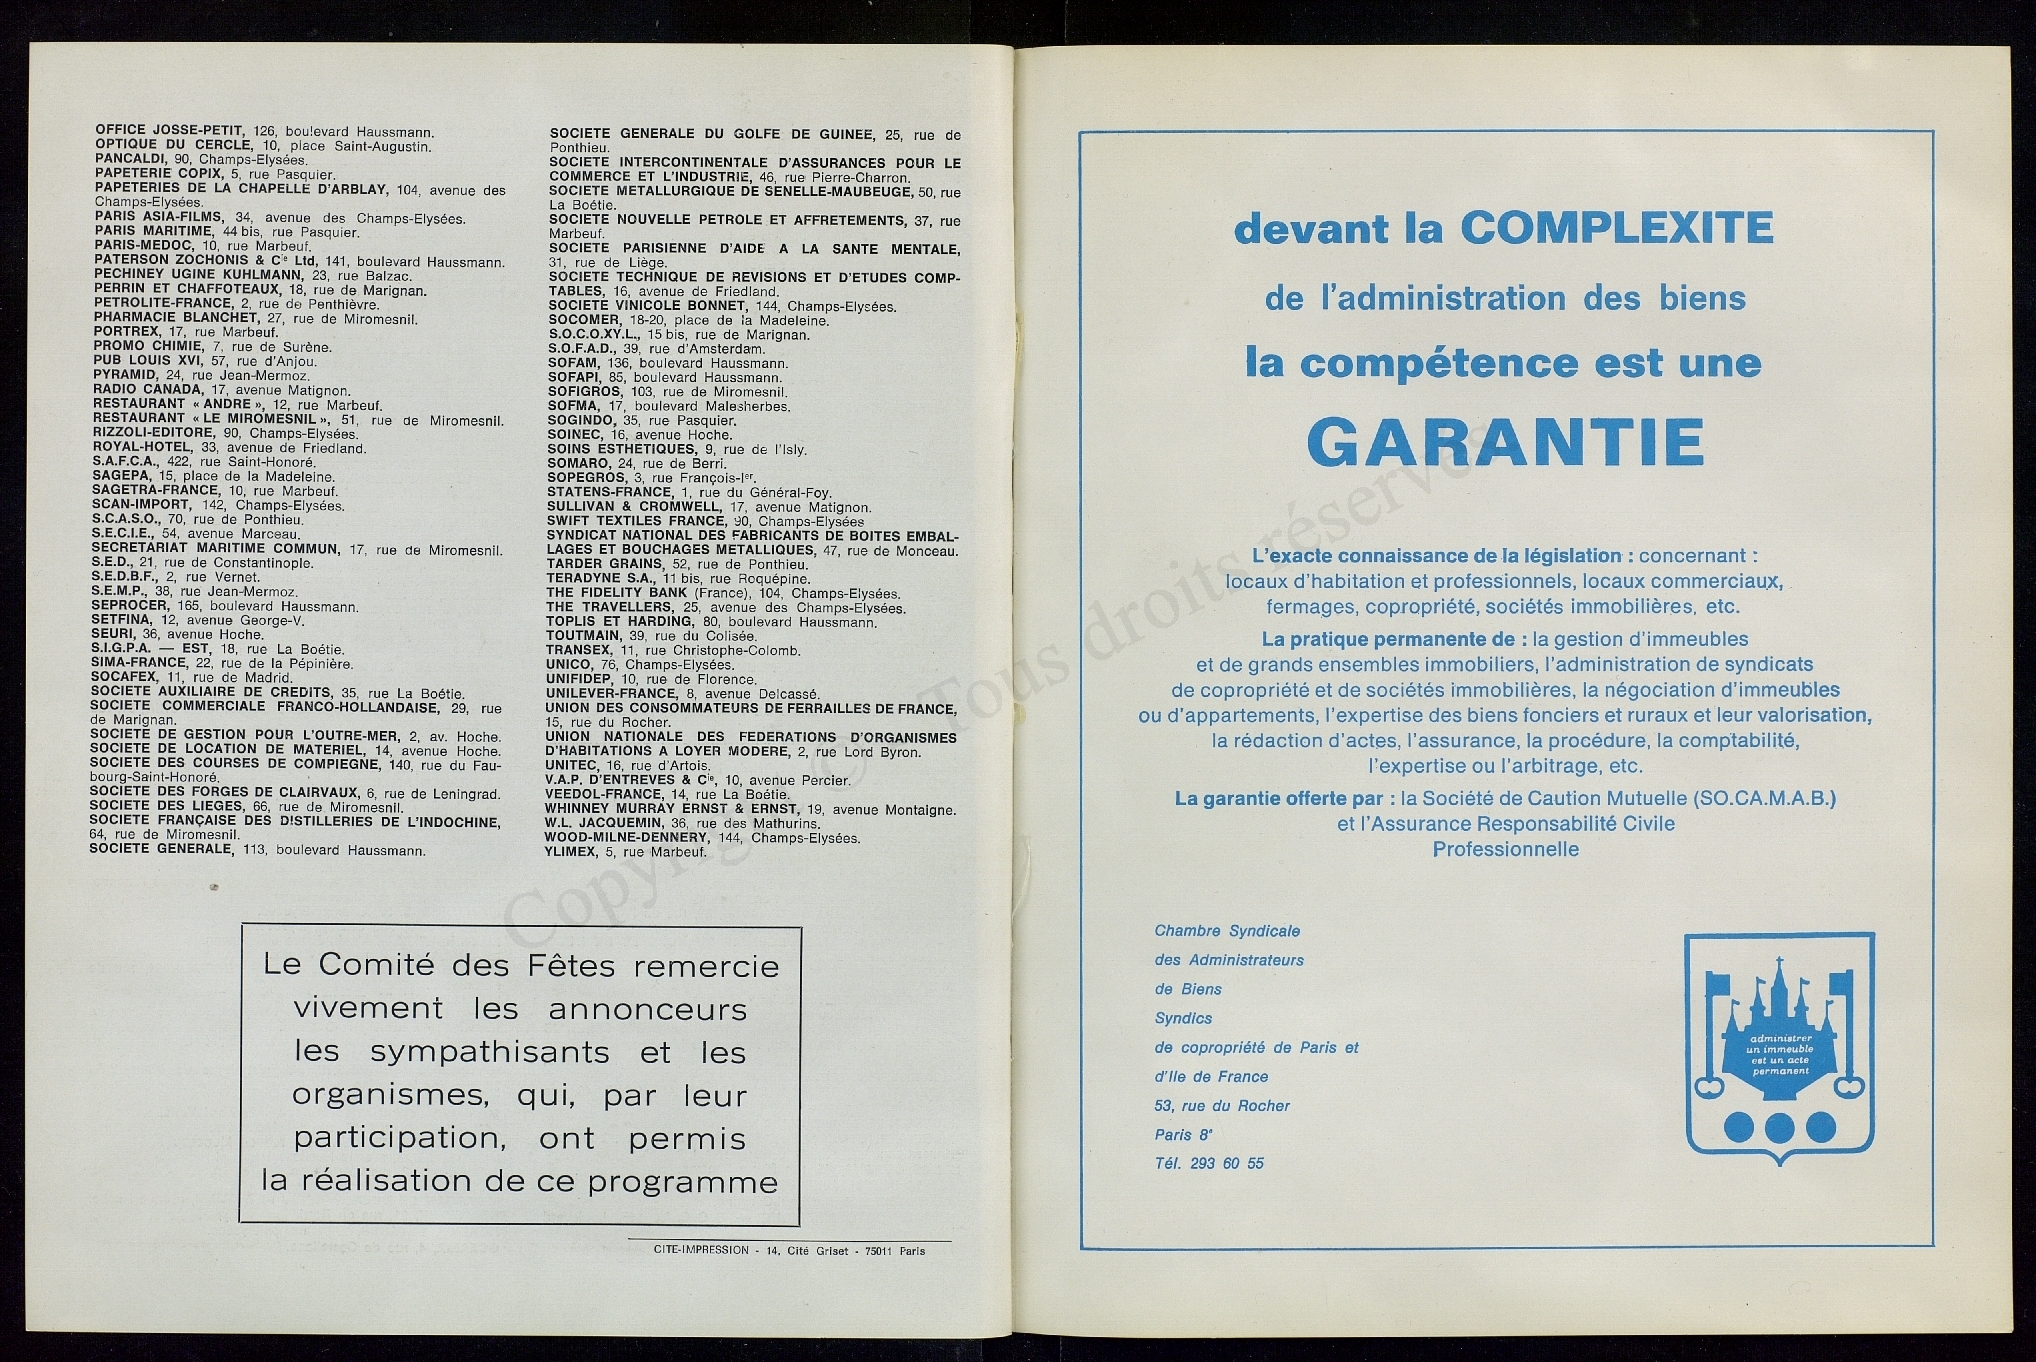 OFFICE JOSSE-PETIT, 126, boulevard Haussmann.
OPTIQUE DU CERCLE, 10, place Saint-Augustin.
PANCALDI, 90, Champs-Elysées.
PAPETERIE COPIX, 5, rue Pasquier.
PAPETERIES DE LA CHAPELLE D'ARBLAY, 104, avenue des
Champs-Elysées.
PARIS ASIA-FILMS, 34, avenue des Champs-Elysées.
PARIS MARITIME, 44 bis, rue Pasquier.
PARIS-MEDOC, 10, rue Marbeuf.
PATERSON ZOCHONIS & Cie Ltd, 141, boulevard Haussmann.
PECHINEY UGINE KUHLMANN, 23, rue Balzac.
PERRIN ET CHAFFOTEAUX, 18, rue de Marignan.
PETROLITE-FRANCE, 2, rue de Penthièvre.
PHARMACIE BLANCHET, 27, rue de Miromesnil.
PORTREX, 17, rue Marbeuf.
PROMO CHIMIE, 7, rue de Surène.
PUB LOUIS XVI, 57, rue d'Anjou.
PYRAMID, 24, rue Jean-Mermoz.
RADIO CANADA, 17, avenue Matignon.
RESTAURANT « ANDRE », 12, rue Marbeuf.
RESTAURANT « LE MIROMESNIL », 51, rue de Miromesnil.
RIZZOLI-EDITORE, 90, Champs-Elysées.
ROYAL-HOTEL, 33, avenue de Friedland.
S.A.F.C.A., 422, rue Saint-Honoré.
SAGEPA, 15, place de la Madeleine.
SAGETRA-FRANCE, 10, rue Marbeuf.
SCAN-IMPORT, 142, Champs-Elysées.
S.C.A.S.O., 70, rue de Ponthieu.
S.E.C.I.E., 54, avenue Marceau.
SECRETARIAT MARITIME COMMUN, 17, rue de Miromesnil.
S.E.D., 21, rue de Constantinople.
S.E.D.B.F., 2, rue Vernet.
S.E.M.P., 38, rue Jean-Mermoz.
SEPROCER, 165, boulevard Haussmann.
SETFINA, 12, avenue George-V.
SEURI, 36, avenue Hoche.
S.I.G.P.A. — EST, 18, rue La Boétie.
SIMA-FRANCE, 22, rue de la Pépinière.
SOCAFEX, 11, rue de Madrid.
SOCIETE AUXILIAIRE DE CREDITS, 35, rue La Boétie.
SOCIETE COMMERCIALE FRANCO-HOLLANDAISE, 29, rue
de Marignan.
SOCIETE DE GESTION POUR L'OUTRE-MER, 2, av. Hoche.
SOCIETE DE LOCATION DE MATERIEL, 14, avenue Hoche.
SOCIETE DES COURSES DE COMPIEGNE, 140, rue du Fau-
bourg-Saint-Honoré.
SOCIETE DES FORGES DE CLAIRVAUX, 6, rue de Leningrad.
SOCIETE DES LIEGES, 66, rue de Miromesnil.
SOCIETE FRANÇAISE DES DISTILLERIES DE L'INDOCHINE,
64, rue de Miromesnil.
SOCIETE GENERALE, 113, boulevard Haussmann.
SOCIETE GENERALE DU GOLFE DE GUINEE, 25, rue de
Ponthieu.
SOCIETE INTERCONTINENTALE D'ASSURANCES POUR LE
COMMERCE ET L'INDUSTRIE, 46, rue Pierre-Charron.
SOCIETE METALLURGIQUE DE SENELLE-MAUBEUGE, 50, rue
La Boétie.
SOCIETE NOUVELLE PETROLE ET AFFRETEMENTS, 37, rue
Marbeuf.
SOCIETE PARISIENNE D'AIDE A LA SANTE MENTALE,
31, rue de Liège.
SOCIETE TECHNIQUE DE REVISIONS ET D'ETUDES COMP-
TABLES, 16, avenue de Friedland.
SOCIETE VINICOLE BONNET, 144, Champs-Elysées.
SOCOMER, 18-20, place de la Madeleine.
S.O.C.O.XY.L., 15 bis, rue de Marignan.
S.O.F.A.D., 39, rue d'Amsterdam.
SOFAM, 136, boulevard Haussmann.
SOFAPI, 85, boulevard Haussmann.
SOFIGROS, 103, rue de Miromesnil.
SOFMA, 17, boulevard Malesherbes.
SOGINDO, 35, rue Pasquier.
SOINEC, 16, avenue Hoche.
SOINS ESTHETIQUES, 9, rue de l'Isly.
SOMARO, 24, rue de Berri.
SOPEGROS, 3, rue François-Ier.
STATENS-FRANCE, 1, rue du Général-Foy.
SULLIVAN & CROMWELL, 17, avenue Matignon.
SWIFT TEXTILES FRANCE, 90, Champs-Elysées
SYNDICAT NATIONAL DES FABRICANTS DE BOITES EMBAL-
LAGES ET BOUCHAGES METALLIQUES, 47, rue de Monceau.
TARDER GRAINS, 52, rue de Ponthieu.
TERADYNE S.A., 11 bis, rue Roquépine.
THE FIDELITY BANK (France), 104, Champs-Elysées.
THE TRAVELLERS, 25, avenue des Champs-Elysées.
TOPLIS ET HARDING, 80, boulevard Haussmann.
TOUTMAIN, 39, rue du Colisée.
TRANSEX, 11, rue Christophe-Colomb.
UNICO, 76, Champs-Elysées.
UNIFIDEP, 10, rue de Florence.
UNILEVER-FRANCE, 8, avenue Delcassé.
UNION DES CONSOMMATEURS DE FERRAILLES DE FRANCE,
15, rue du Rocher.
UNION NATIONALE DES FEDERATIONS D'ORGANISMES
D'HABITATIONS A LOYER MODERE, 2, rue Lord Byron.
UNITEC, 16, rue d'Artois.
V.A.P. D'ENTREVES & Cie, 10, avenue Percier.
VEEDOL-FRANCE, 14, rue La Boétie.
WHINNEY MURRAY ERNST & ERNST, 19, avenue Montaigne.
W.L. JACQUEMIN, 36, rue des Mathurins.
WOOD-MILNE-DENNERY, 144, Champs-Elysées.
YLIMEX, 5, rue Marbeuf.
Le Comité des Fêtes remercie
vivement les annonceurs
les sympathisants et les
organismes, qui, par leur
participation, ont permis
la réalisation de ce programme
CITE-IMPRESSION - 14, Cité Griset - 75011 Paris
devant la COMPLEXITE
de l'administration des biens
la compétence est une
GARANTIE
L'exacte connaissance de la législation : concernant :
locaux d'habitation et professionnels, locaux commerciaux,
fermages, copropriété, sociétés immobilières, etc.
La pratique permanente de : la gestion d'immeubles
et de grands ensembles immobiliers, l'administration de syndicats
de copropriété et de sociétés immobilières, la négociation d'immeubles
ou d'appartements, l'expertise des biens fonciers et ruraux et leur valorisation,
la rédaction d'actes, l'assurance, la procédure, la comptabilité,
l'expertise ou l'arbitrage, etc.
La garantie offerte par : la Société de Caution Mutuelle (SO.CA.M.A.B.)
et l'Assurance Responsabilité Civile
Professionnelle
Chambre Syndicale
des Administrateurs
de Biens
Syndics
de copropriété de Paris et
d'Ile de France
53, rue du Rocher
Paris 8e
Tél. 293 60 55
administrer
un immeuble
est un acte
permanent
Copyright © Tous droits réservés